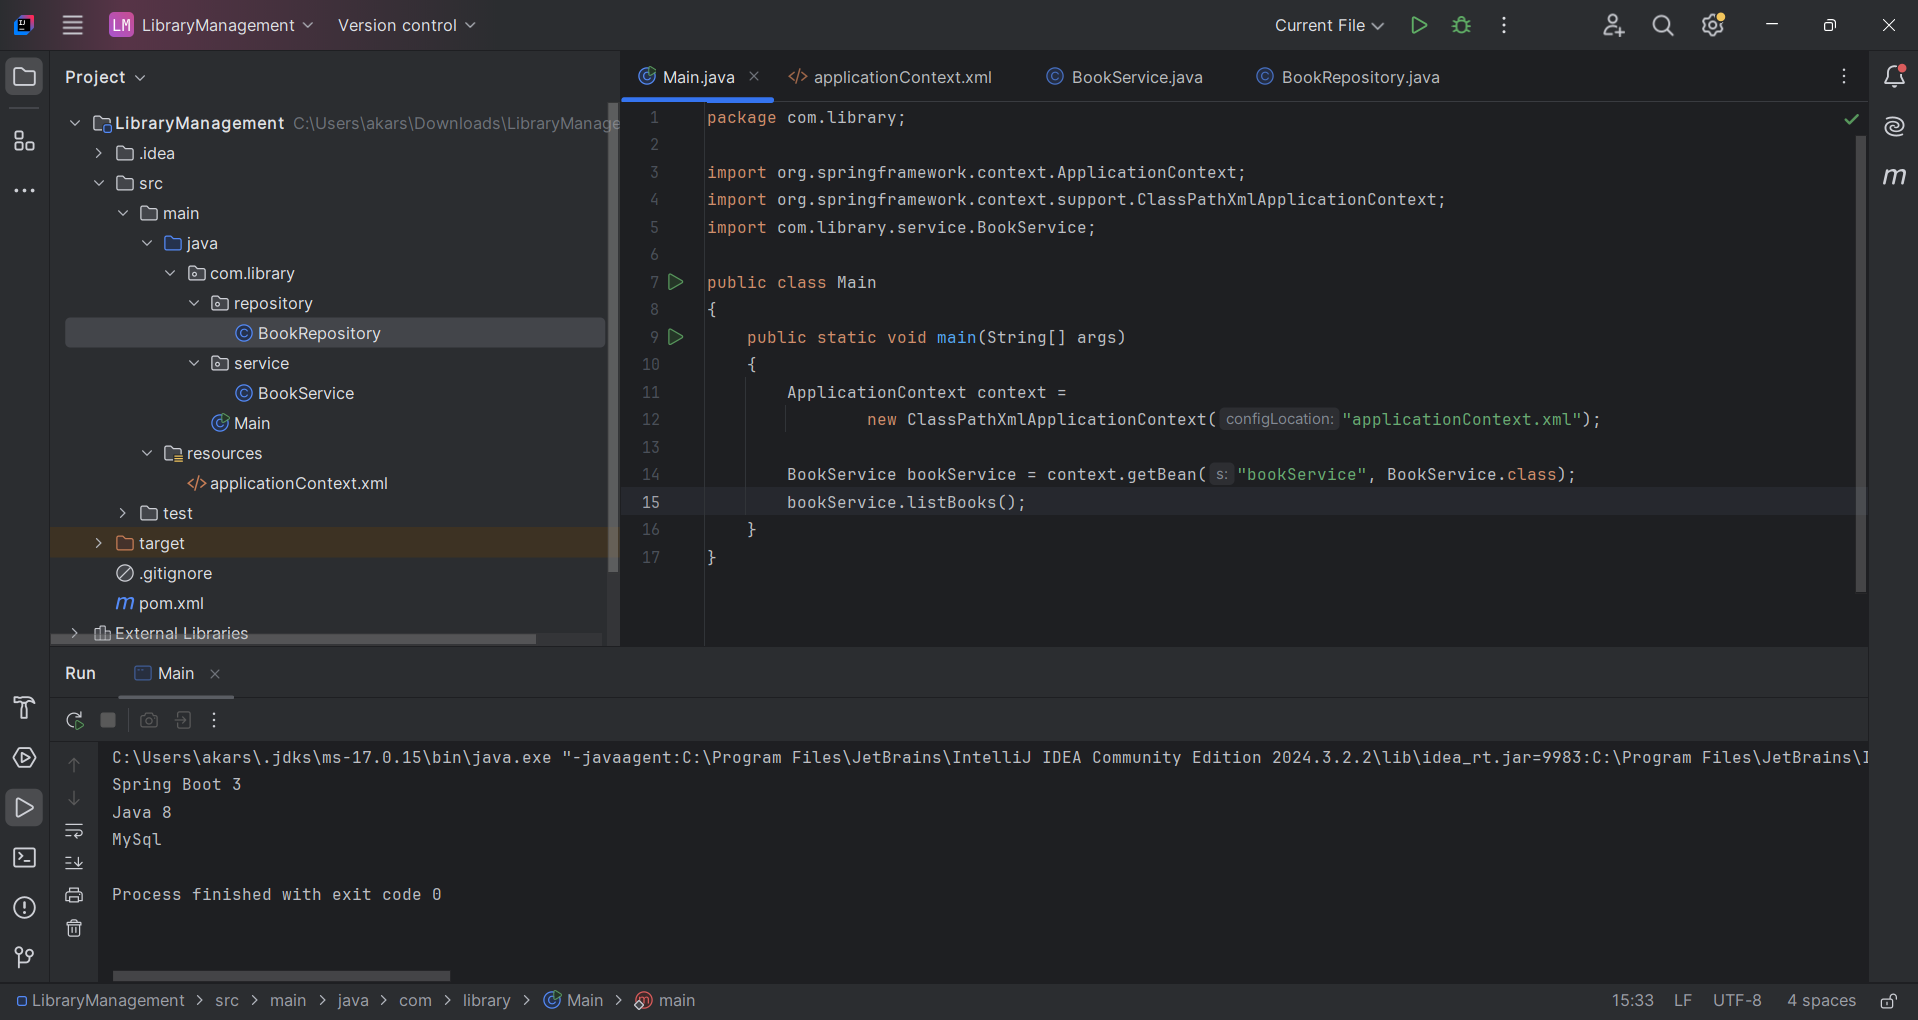 LM LibraryManagement Version control Current File
Project
LibraryManagement C:\Users\akars\Downloads\LibraryManage
.idea
src
main
java
com.library
repository
BookRepository
service
BookService
Main
resources
applicationContext.xml
test
target
.gitignore
pom.xml
External Libraries
Main.java applicationContext.xml BookService.java BookRepository.java
1 package com.library;
2
3 import org.springframework.context.ApplicationContext;
4 import org.springframework.context.support.ClassPathXmlApplicationContext;
5 import com.library.service.BookService;
6
7 public class Main
8 {
9 public static void main(String[] args)
10 {
11 ApplicationContext context =
12 new ClassPathXmlApplicationContext( configLocation: "applicationContext.xml");
13
14 BookService bookService = context.getBean( s: "bookService", BookService.class);
15 bookService.listBooks();
16 }
17 }
Run Main
C:\Users\akars\.jdks\ms-17.0.15\bin\java.exe "-javaagent:C:\Program Files\JetBrains\IntelliJ IDEA Community Edition 2024.3.2.2\lib\idea_rt.jar=9983:C:\Program Files\JetBrains\I
Spring Boot 3
Java 8
MySql
Process finished with exit code 0
LibraryManagement > src > main > java > com > library > Main > main 15:33 LF UTF-8 4 spaces